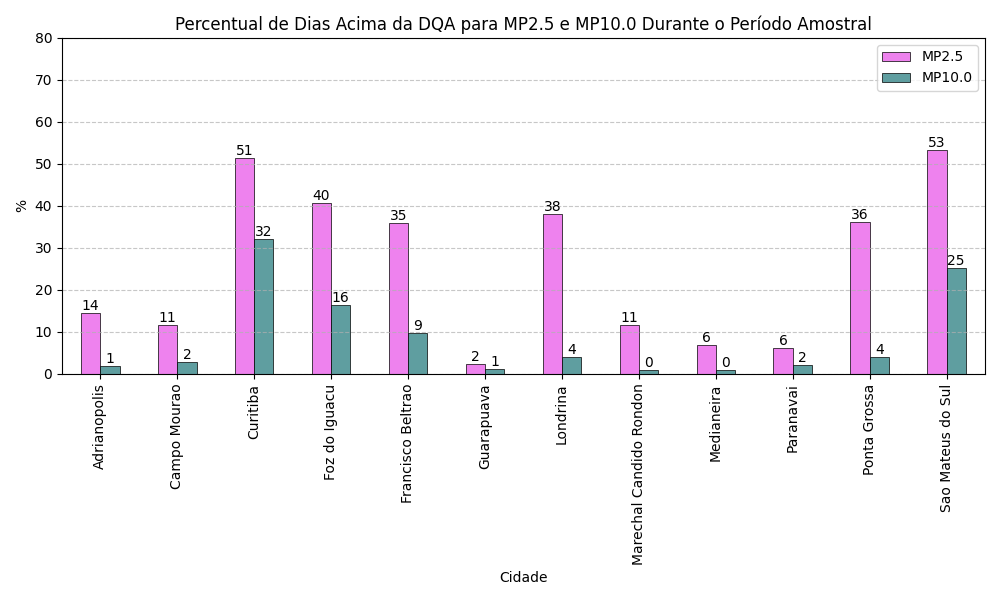 Percentual de Dias Acima da DQA para MP2.5 e MP10.0 Durante o Período Amostral
MP2.5
MP10.0
%
80
70
60
50
40
30
20
10
0
14 1
11 2
51 32
40 16
35 9
2 1
38 4
11 0
6 0
6 2
36 4
53 25
Adrianopolis
Campo Mourao
Curitiba
Foz do Iguacu
Francisco Beltrao
Guarapuava
Londrina
Marechal Candido Rondon
Medianeira
Paranavai
Ponta Grossa
Sao Mateus do Sul
Cidade